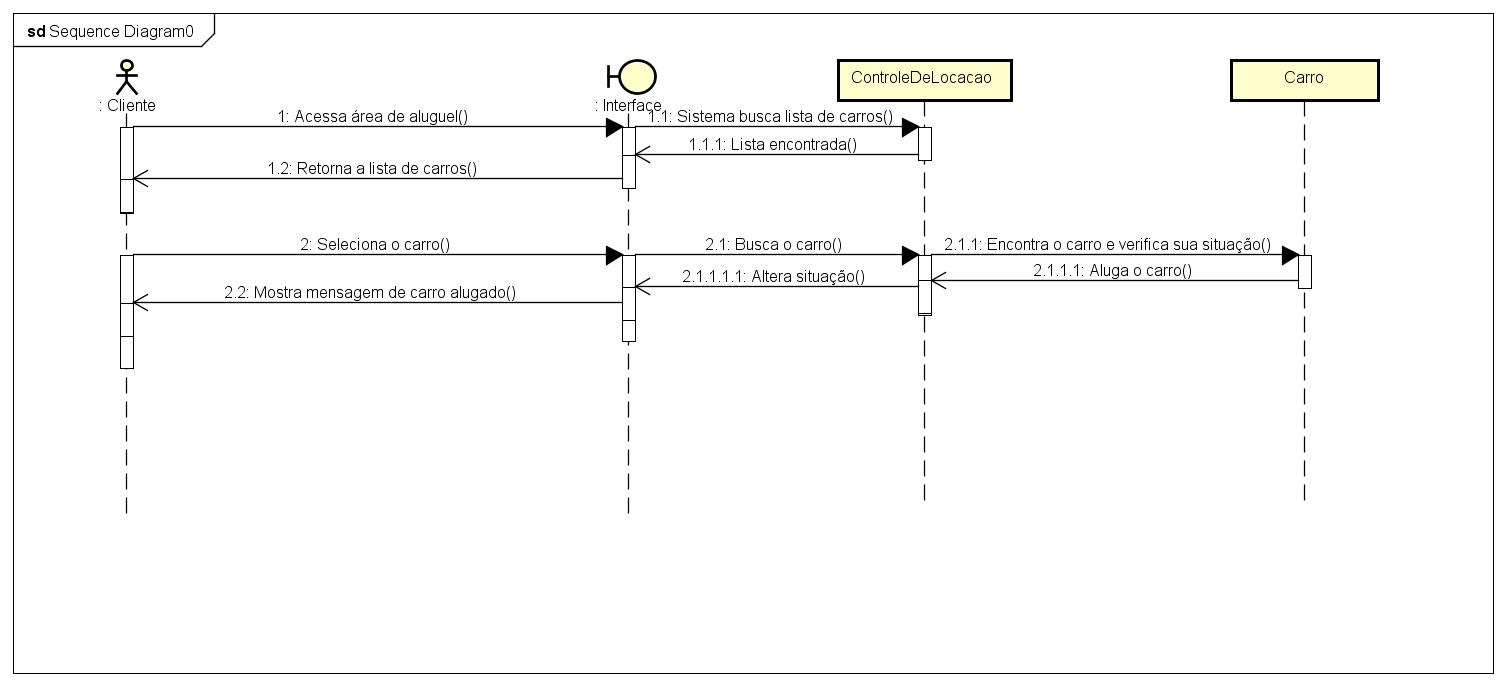 sd Sequence Diagram0
: Cliente
: Interface
ControleDeLocacao
Carro
1: Acessa área de aluguel()
1.1: Sistema busca lista de carros()
1.1.1: Lista encontrada()
1.2: Retorna a lista de carros()
2: Seleciona o carro()
2.1: Busca o carro()
2.1.1: Encontra o carro e verifica sua situação()
2.1.1.1: Aluga o carro()
2.1.1.1.1: Altera situação()
2.2: Mostra mensagem de carro alugado()